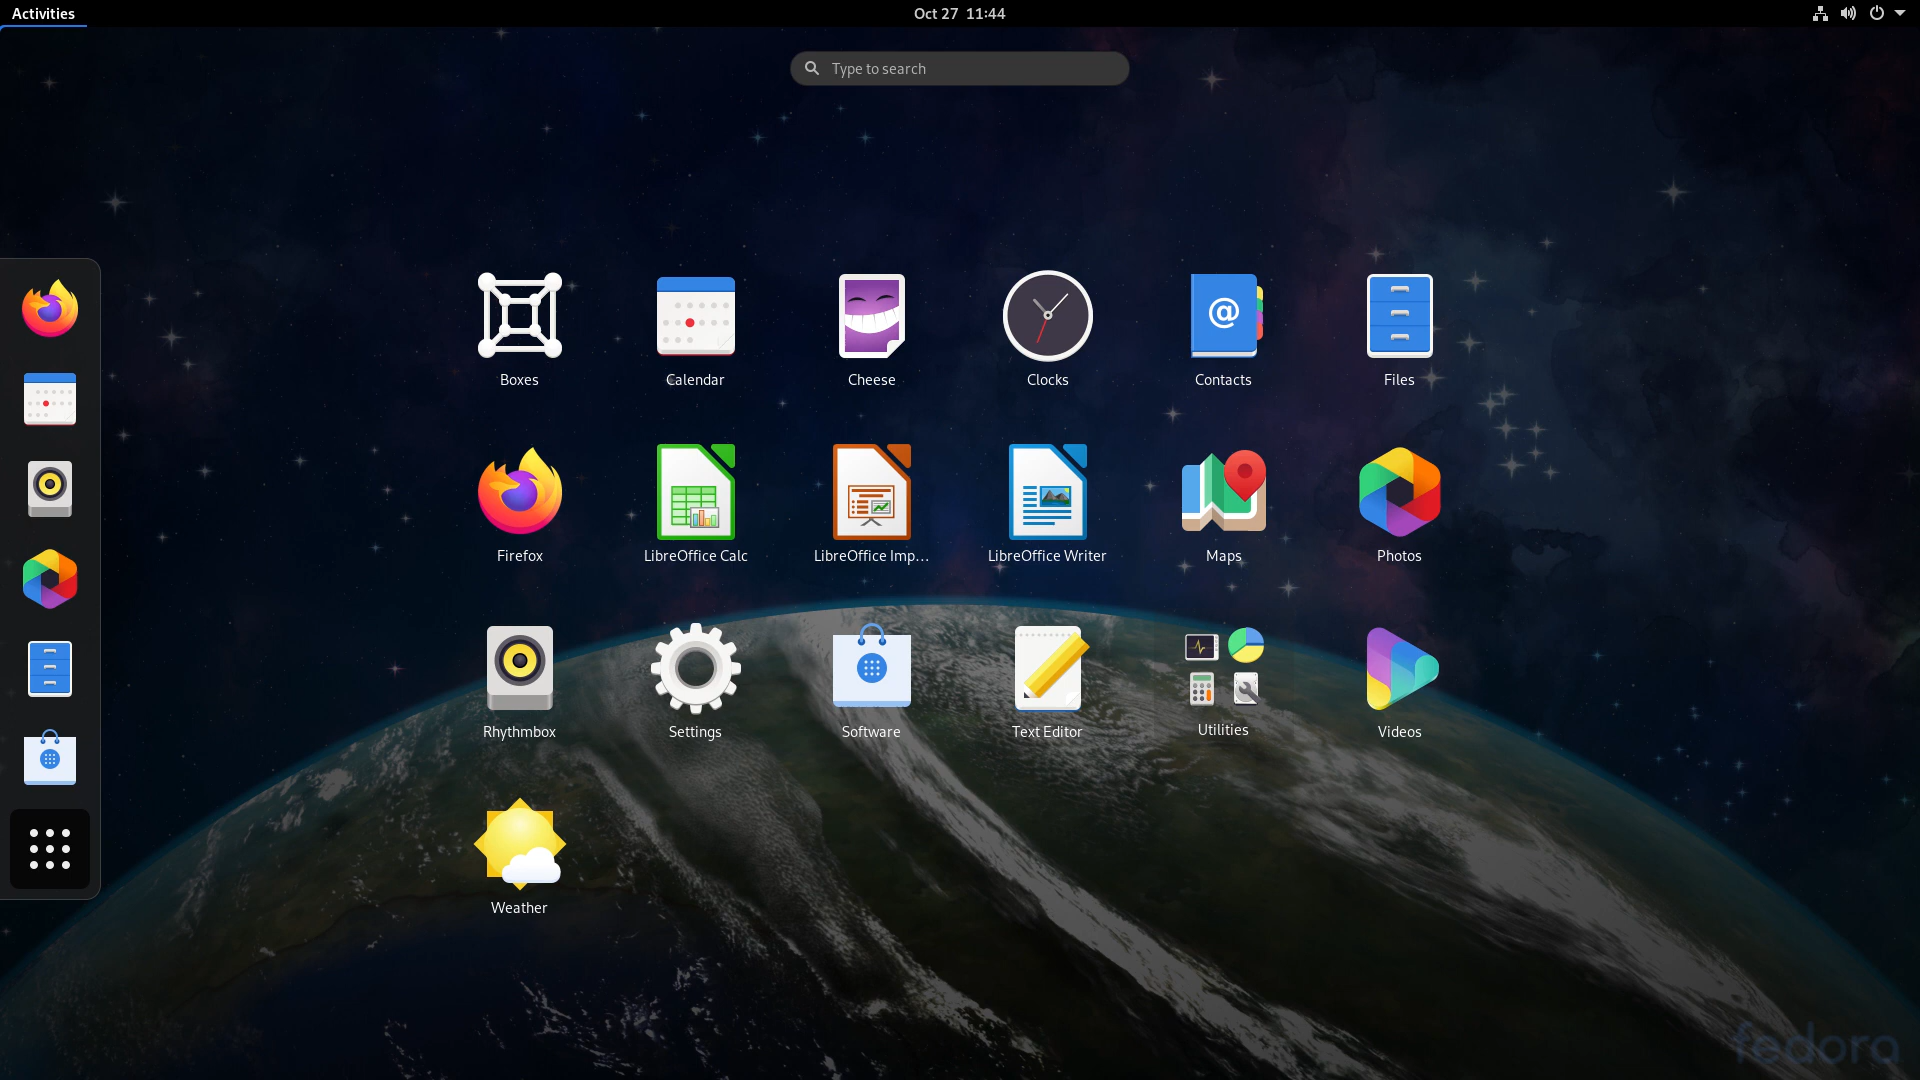 Activities
Oct 27 11:44
Type to search
Boxes
Calendar
Cheese
Clocks
@
Contacts
Files
Firefox
LibreOffice Calc
LibreOffice Imp...
LibreOffice Writer
Maps
Photos
Rhythmbox
Settings
Software
Text Editor
Utilities
Videos
Weather
fedora